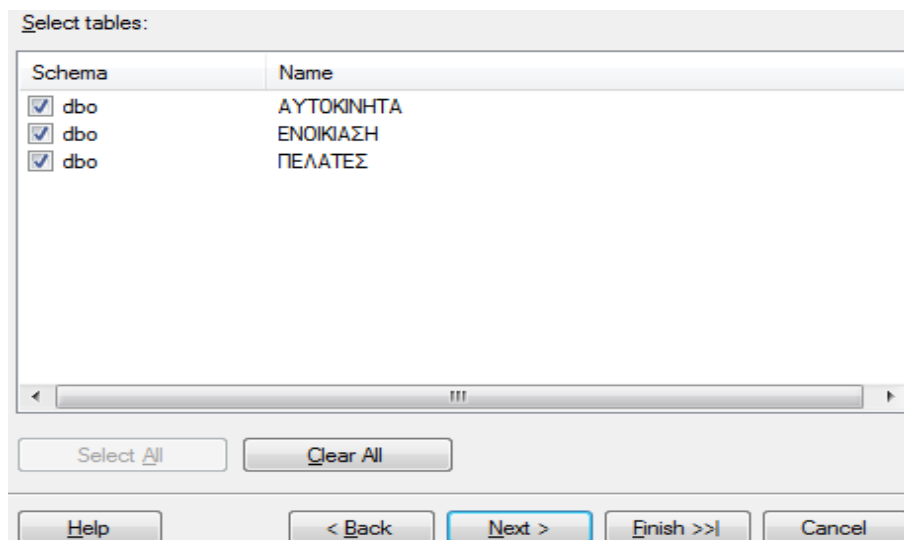 Select tables:
Schema Name
dbo ΑΥΤΟΚΙΝΗΤΑ
dbo ΕΝΟΙΚΙΑΣΗ
dbo ΠΕΛΑΤΕΣ
Select All Clear All
Help < Back Next > Finish >>| Cancel